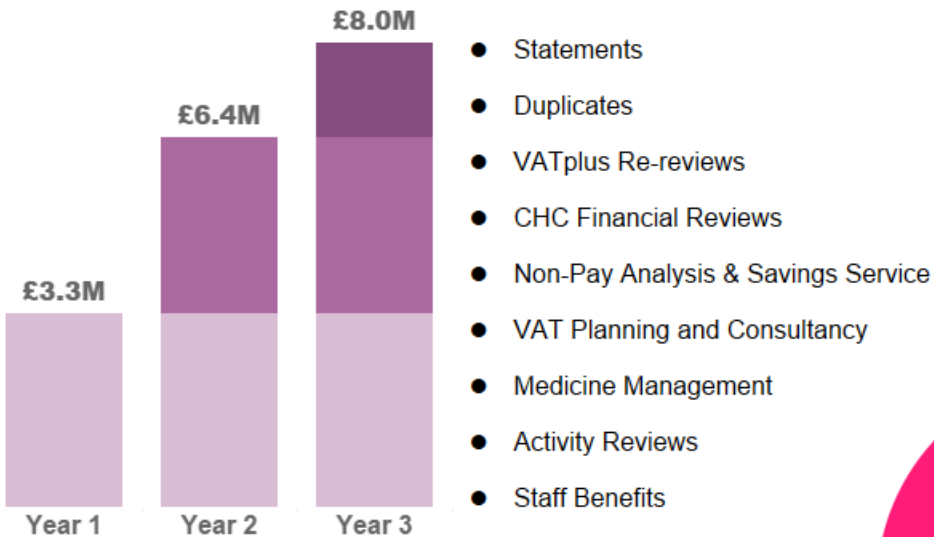 £8.0M
£6.4M
£3.3M
Year 1
Year 2
Year 3
● Statements
● Duplicates
● VATplus Re-reviews
● CHC Financial Reviews
● Non-Pay Analysis & Savings Service
● VAT Planning and Consultancy
● Medicine Management
● Activity Reviews
● Staff Benefits